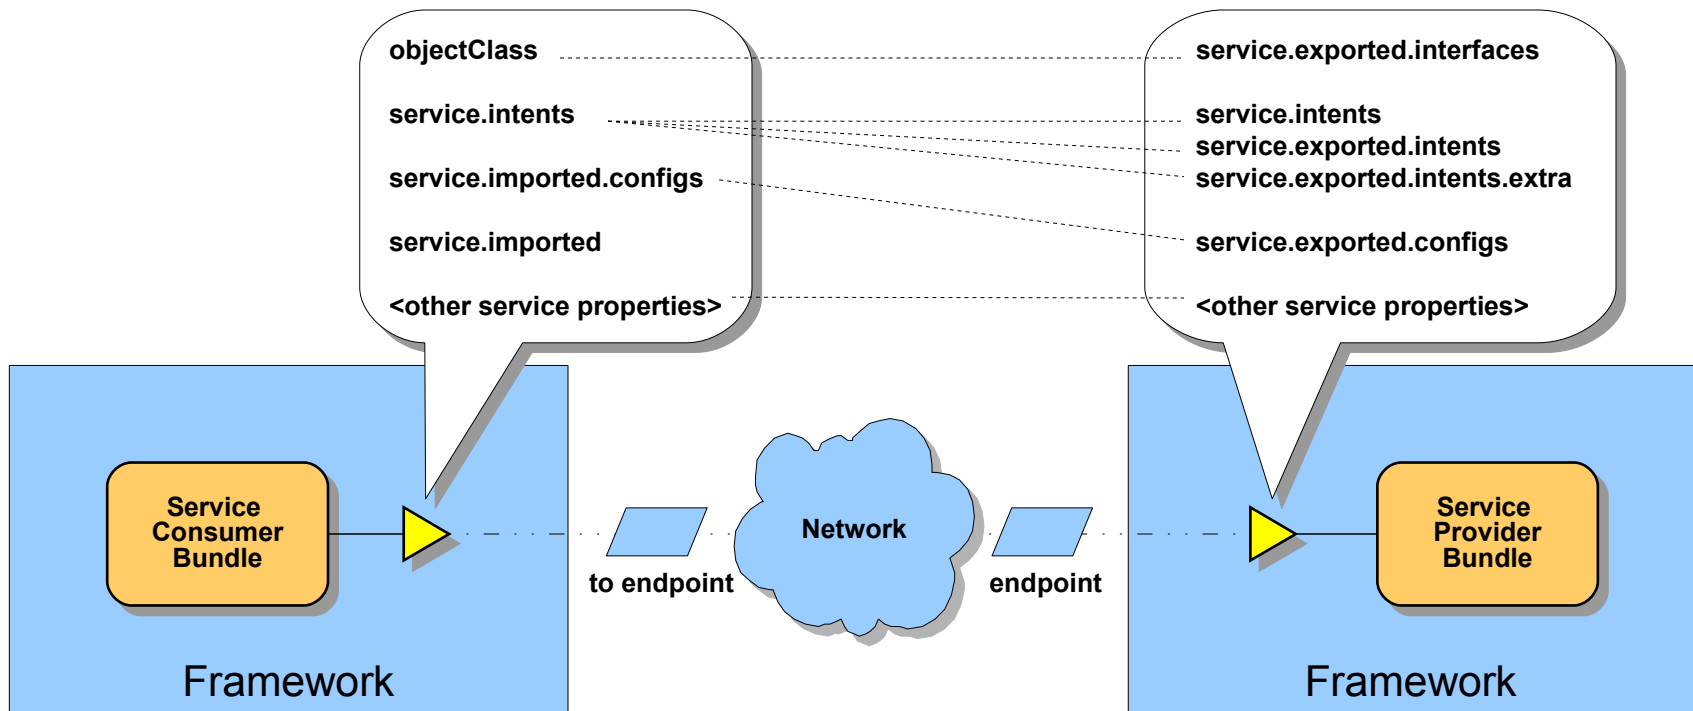 objectClass
service.intents
service.imported.configs
service.imported
<other service properties>
service.exported.interfaces
service.intents
service.exported.intents
service.exported.intents.extra
service.exported.configs
<other service properties>
Service
Consumer
Bundle
to endpoint
Network
endpoint
Service
Provider
Bundle
Framework
Framework